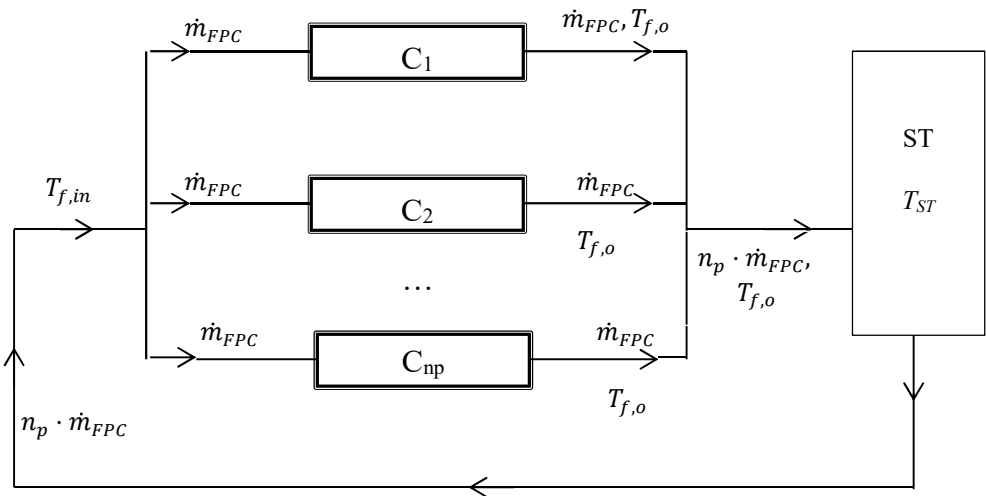 ṁ_FPC
C₁
ṁ_FPC, T_f,o
ST
T_ST
T_f,in
ṁ_FPC
C₂
ṁ_FPC
T_f,o
n_p · ṁ_FPC,
T_f,o
…
ṁ_FPC
C_np
ṁ_FPC
T_f,o
n_p · ṁ_FPC